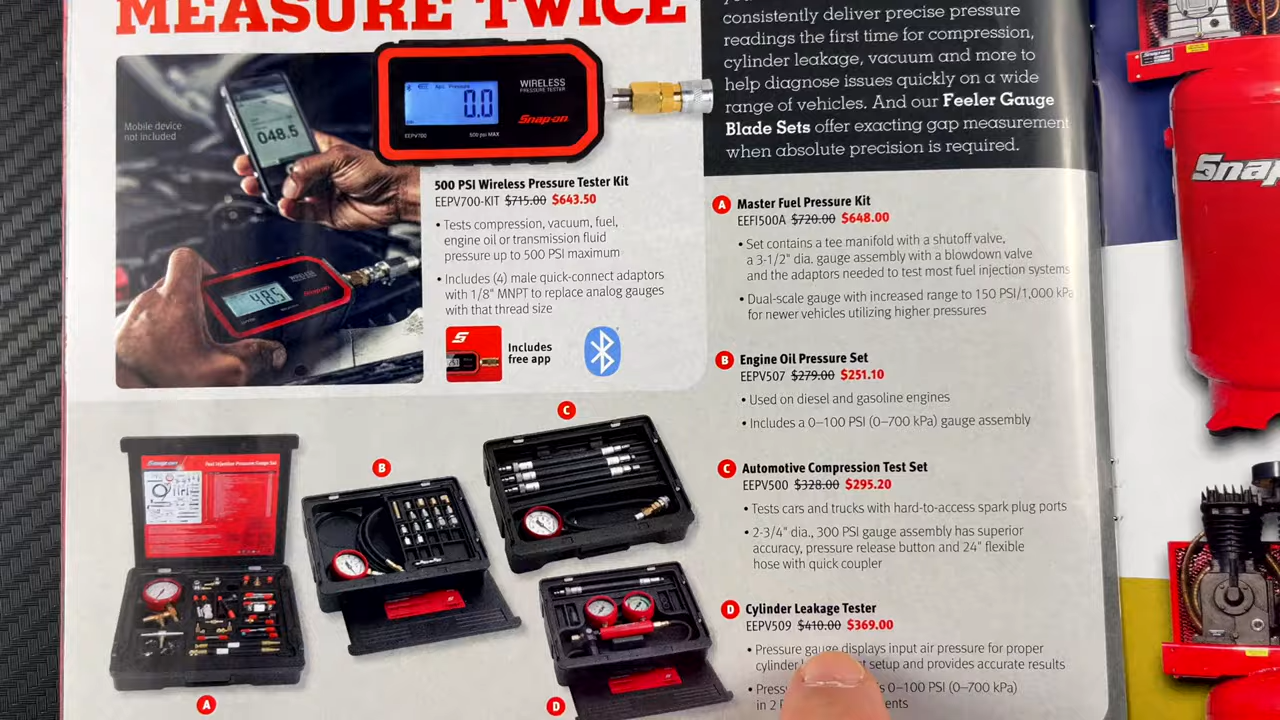 MEASURE TWICE
consistently deliver precise pressure
readings the first time for compression,
cylinder leakage, vacuum and more to
help diagnose issues quickly on a wide
range of vehicles. And our Feeler Gauge
Blade Sets offer exacting gap measurement
when absolute precision is required.
Mobile device
not included
048.5
0.0
WIRELESS
PRESSURE TESTER
Snap-on
EEPV700
500 psi MAX
48.5
500 PSI Wireless Pressure Tester Kit
EEPV700-KIT $715.00 $643.50
• Tests compression, vacuum, fuel,
engine oil or transmission fluid
pressure up to 500 PSI maximum
• Includes (4) male quick-connect adaptors
with 1/8" MNPT to replace analog gauges
with that thread size
Includes
free app
A Master Fuel Pressure Kit
EEFI500A $720.00 $648.00
• Set contains a tee manifold with a shutoff valve,
a 3-1/2" dia. gauge assembly with a blowdown valve
and the adaptors needed to test most fuel injection systems
• Dual-scale gauge with increased range to 150 PSI/1,000 kPa
for newer vehicles utilizing higher pressures
B Engine Oil Pressure Set
EEPV507 $279.00 $251.10
• Used on diesel and gasoline engines
• Includes a 0–100 PSI (0–700 kPa) gauge assembly
C Automotive Compression Test Set
EEPV500 $328.00 $295.20
• Tests cars and trucks with hard-to-access spark plug ports
• 2-3/4" dia., 300 PSI gauge assembly has superior
accuracy, pressure release button and 24" flexible
hose with quick coupler
D Cylinder Leakage Tester
EEPV509 $410.00 $369.00
• Pressure gauge displays input air pressure for proper
cylinder setup and provides accurate results
• 0–100 PSI (0–700 kPa)
in 2
A
B
C
D
Snap-on
Snap